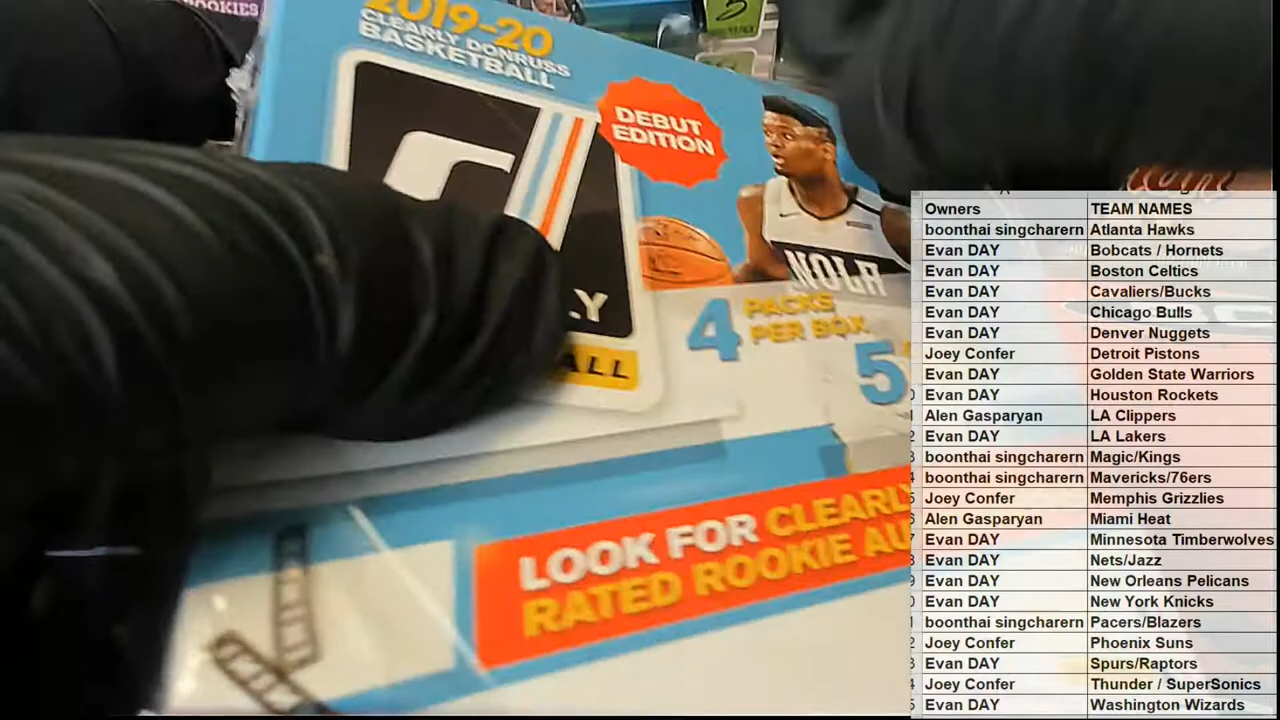 ROOKIES
5
2019-20
CLEARLY DONRUSS
BASKETBALL
DEBUT
EDITION
NOLA
4 PACKS
PER BOX
5
LOOK FOR CLEARLY
RATED ROOKIE AU
Owners TEAM NAMES
boonthai singcharern Atlanta Hawks
Evan DAY Bobcats / Hornets
Evan DAY Boston Celtics
Evan DAY Cavaliers/Bucks
Evan DAY Chicago Bulls
Evan DAY Denver Nuggets
Joey Confer Detroit Pistons
Evan DAY Golden State Warriors
Evan DAY Houston Rockets
Alen Gasparyan LA Clippers
Evan DAY LA Lakers
boonthai singcharern Magic/Kings
boonthai singcharern Mavericks/76ers
Joey Confer Memphis Grizzlies
Alen Gasparyan Miami Heat
Evan DAY Minnesota Timberwolves
Evan DAY Nets/Jazz
Evan DAY New Orleans Pelicans
Evan DAY New York Knicks
boonthai singcharern Pacers/Blazers
Joey Confer Phoenix Suns
Evan DAY Spurs/Raptors
Joey Confer Thunder / SuperSonics
Evan DAY Washington Wizards